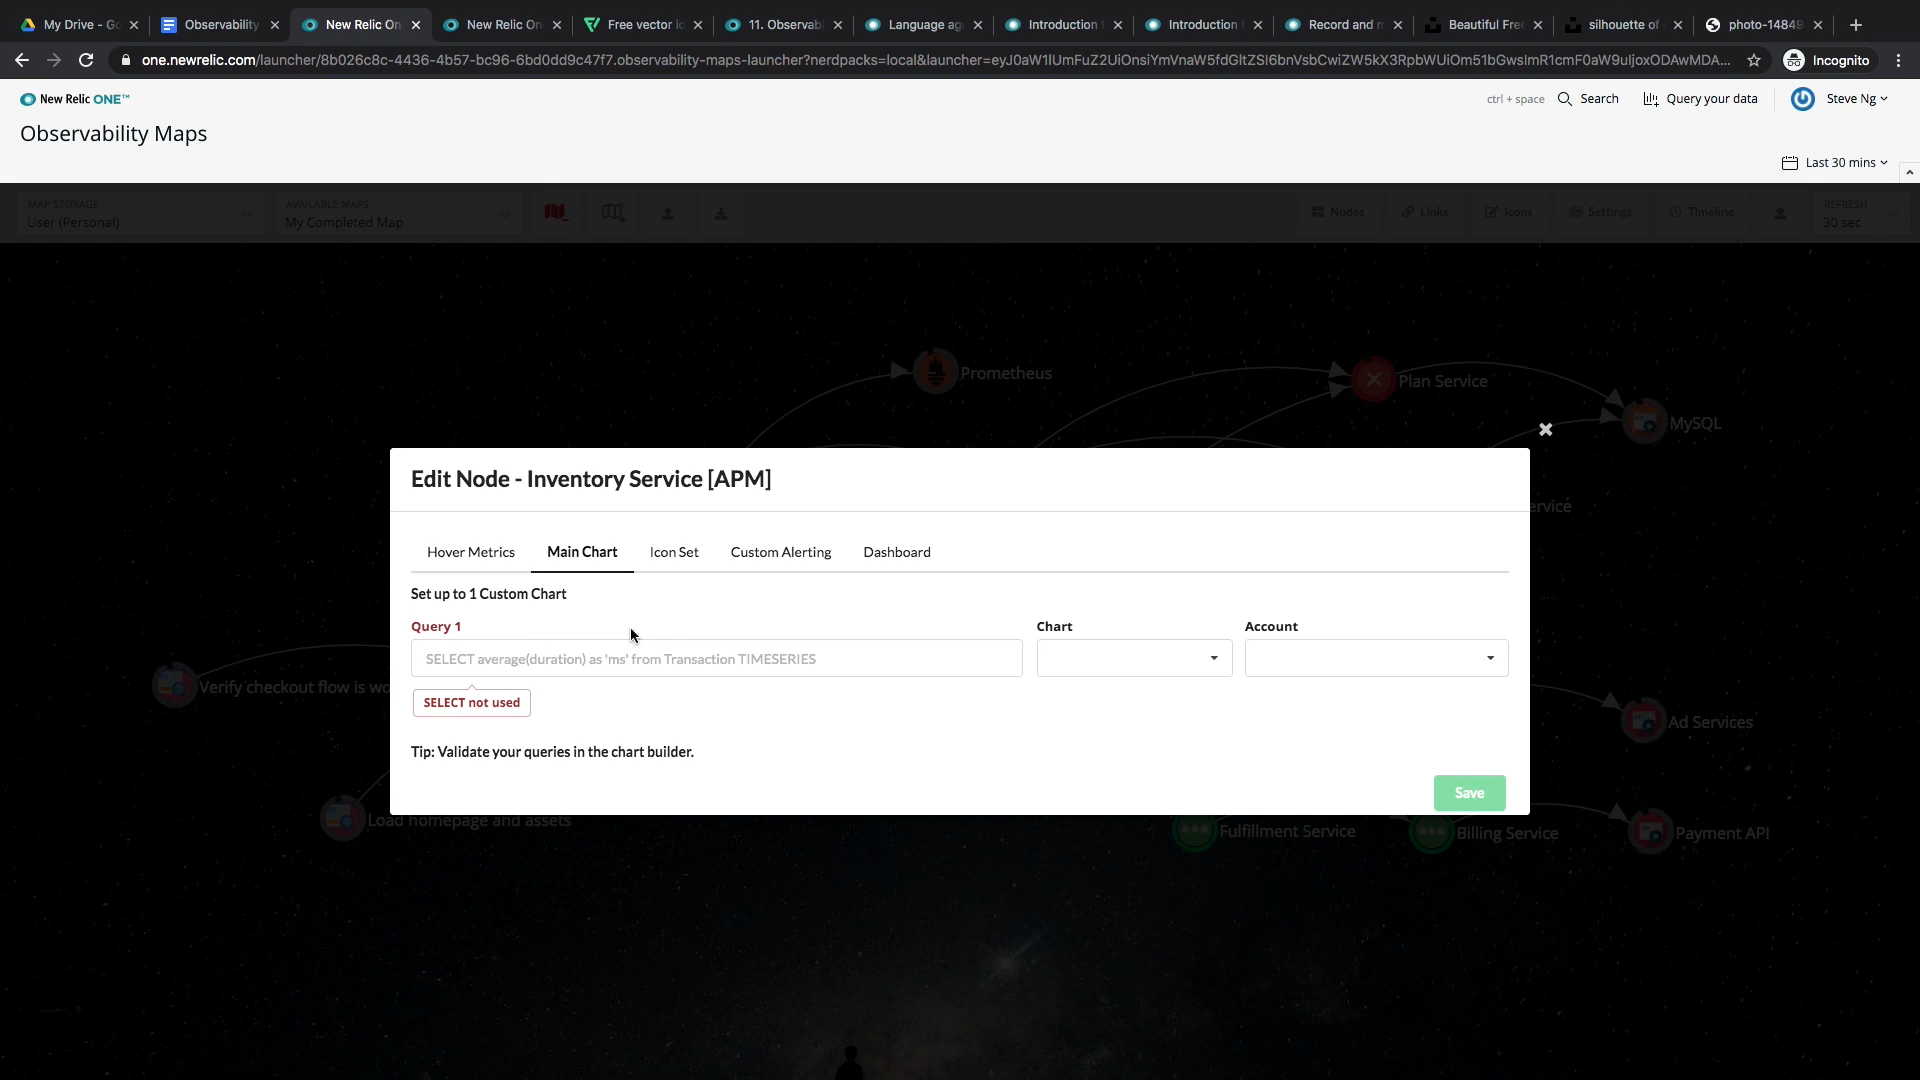 My Drive - Go
Observability
New Relic On
New Relic On
Free vector ic
11. Observabi
Language ag
Introduction t
Introduction t
Record and m
Beautiful Free
silhouette of
photo-14849
one.newrelic.com/launcher/8b026c8c-4436-4b57-bc96-6bd0dd9c47f7.observability-maps-launcher?nerdpacks=local&launcher=eyJ0aW1lUmFuZ2UiOnsiYmVnaW5fdGltZSI6bnVsbCwiZW5kX3RpbWUiOm51bGwsImR1cmF0aW9uIjoxODAwMDA...
Incognito
New Relic ONE™
ctrl + space
Search
Query your data
Steve Ng
Observability Maps
Last 30 mins
MAP STORAGE
User (Personal)
AVAILABLE MAPS
My Completed Map
Nodes
Links
Icons
Settings
Timeline
REFRESH
30 sec
Prometheus
Plan Service
MySQL
Edit Node - Inventory Service [APM]
ervice
Hover Metrics
Main Chart
Icon Set
Custom Alerting
Dashboard
Set up to 1 Custom Chart
Query 1
Chart
Account
SELECT average(duration) as 'ms' from Transaction TIMESERIES
Verify checkout flow is wo
SELECT not used
Ad Services
Tip: Validate your queries in the chart builder.
Save
Load homepage and assets
Fulfillment Service
Billing Service
Payment API